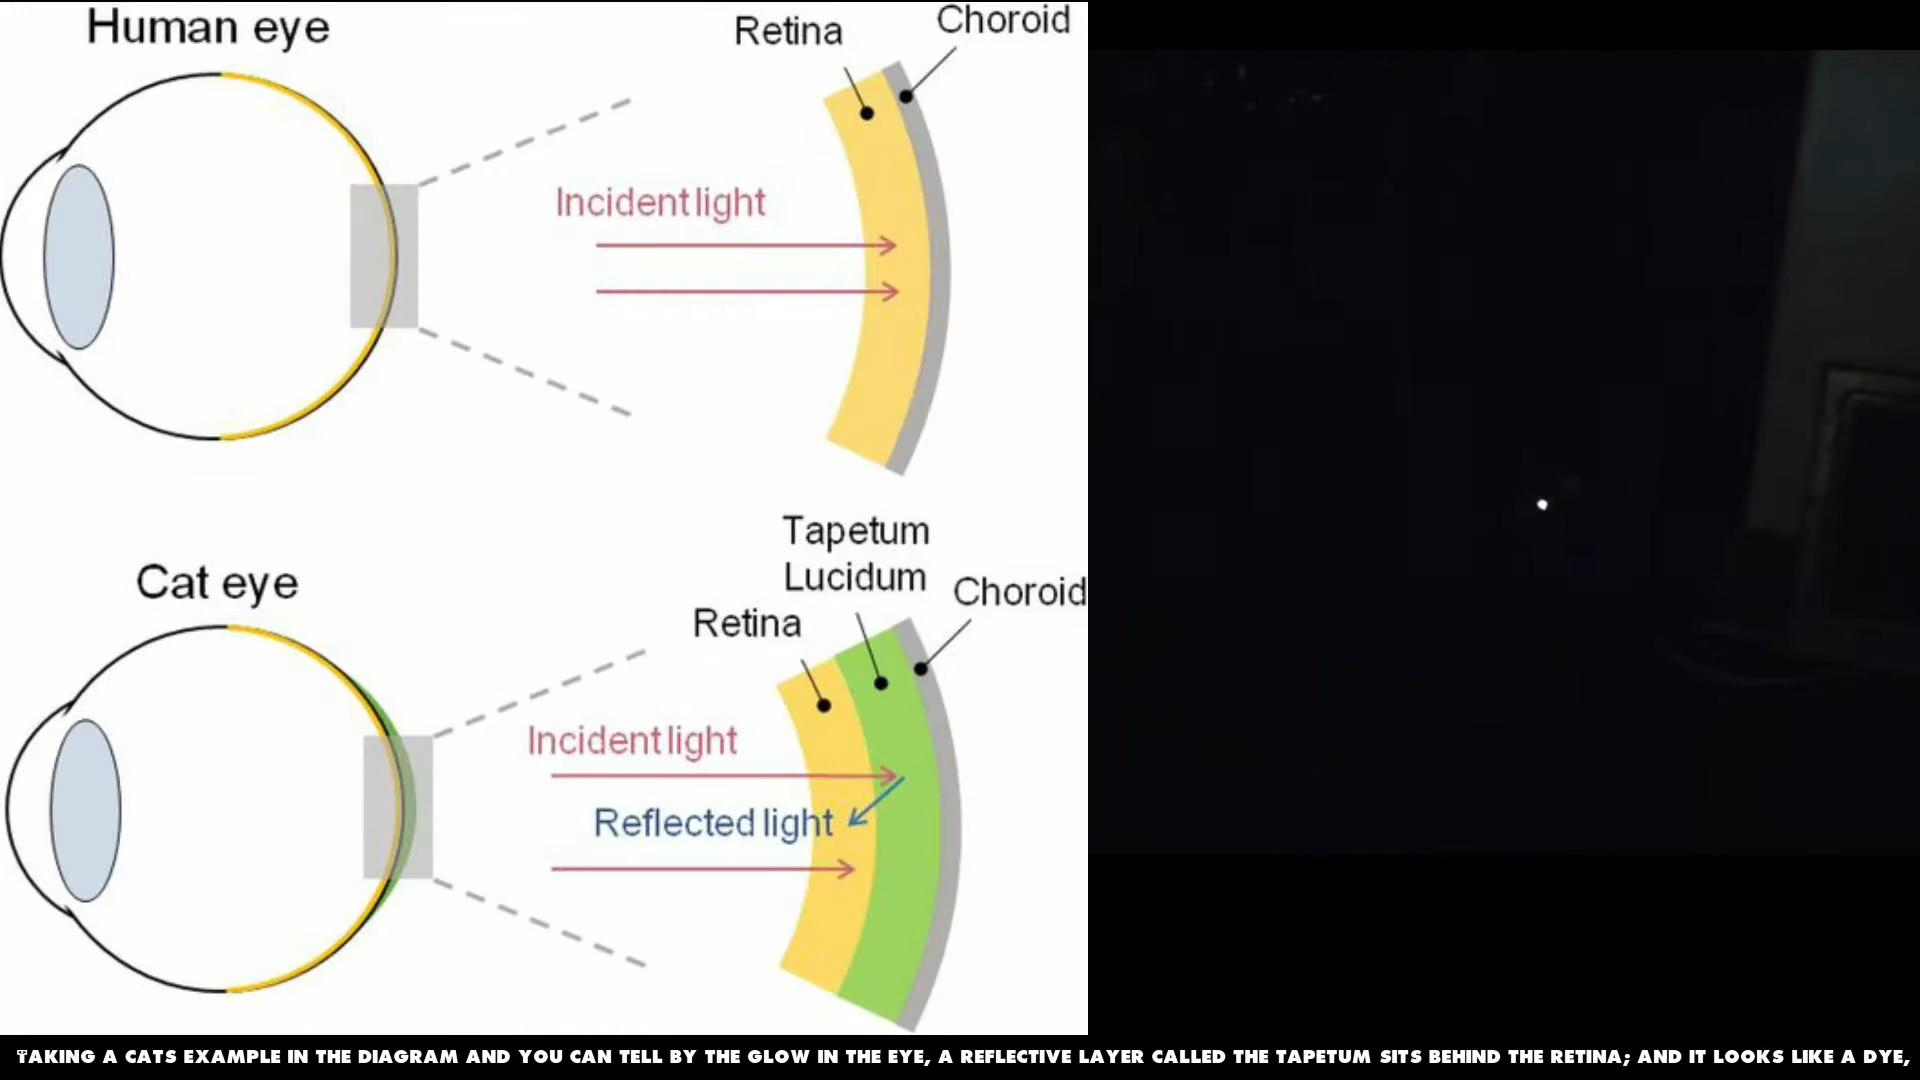 Human eye
Retina
Choroid
Incident light
Tapetum
Lucidum
Cat eye
Choroid
Retina
Incident light
Reflected light
TAKING A CATS EXAMPLE IN THE DIAGRAM AND YOU CAN TELL BY THE GLOW IN THE EYE, A REFLECTIVE LAYER CALLED THE TAPETUM SITS BEHIND THE RETINA; AND IT LOOKS LIKE A DYE,